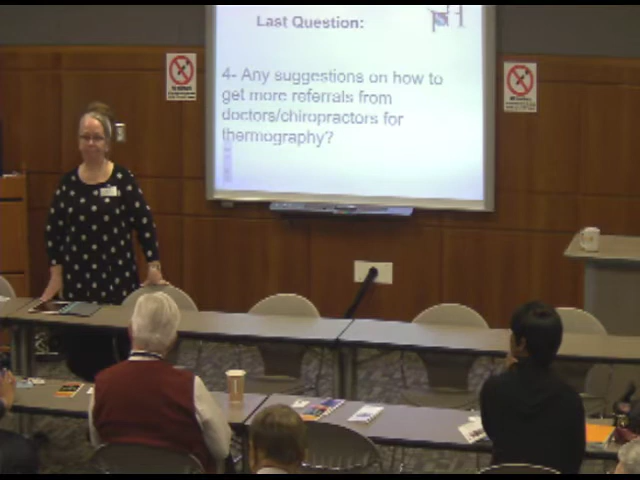 Last Question:
4- Any suggestions on how to
get more referrals from
doctors/chiropractors for
thermography?